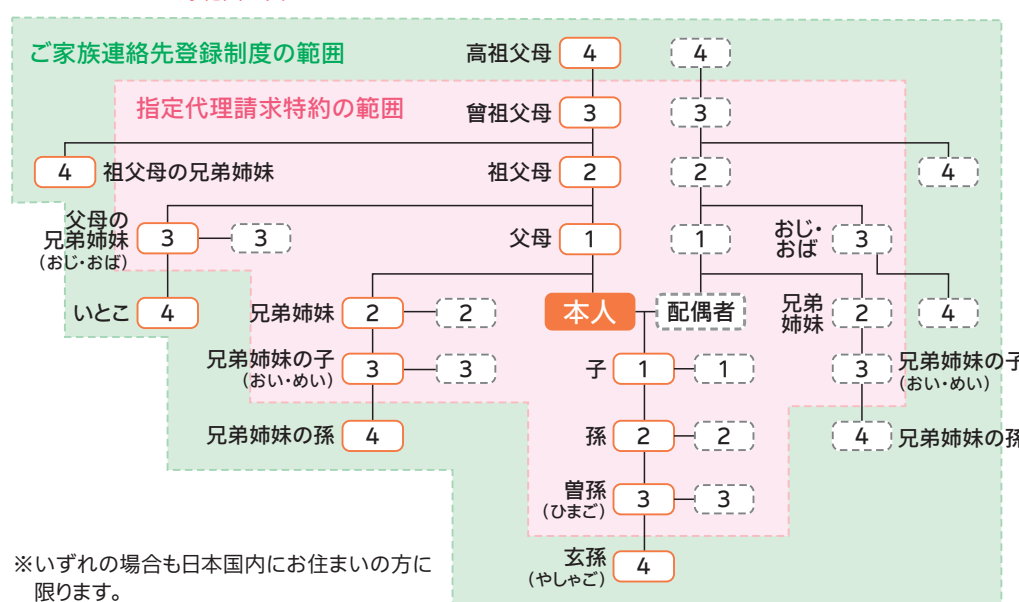 ご家族連絡先登録制度の範囲
高祖父母 4 4
指定代理請求特約の範囲
曾祖父母 3 3
4 祖父母の兄弟姉妹
祖父母 2 2
4
父母の
兄弟姉妹
(おじ・おば)
3 3
父母 1 1
おじ・
おば
3
いとこ 4
兄弟姉妹 2 2
本人
配偶者
兄弟
姉妹
2
4
兄弟姉妹の子
(おい・めい)
3 3
子 1 1
3 兄弟姉妹の子
(おい・めい)
兄弟姉妹の孫 4
孫 2 2
4 兄弟姉妹の孫
曽孫
(ひまご)
3 3
玄孫
(やしゃご)
4
※いずれの場合も日本国内にお住まいの方に
限ります。